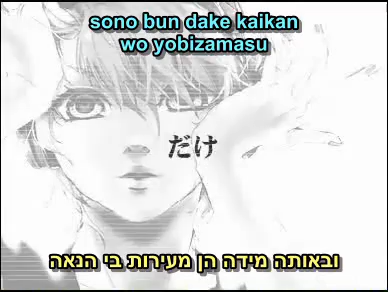 sono bun dake kaikan
wo yobizamasu
だけ
ובאותה מידה הן מעירות בי הנאה